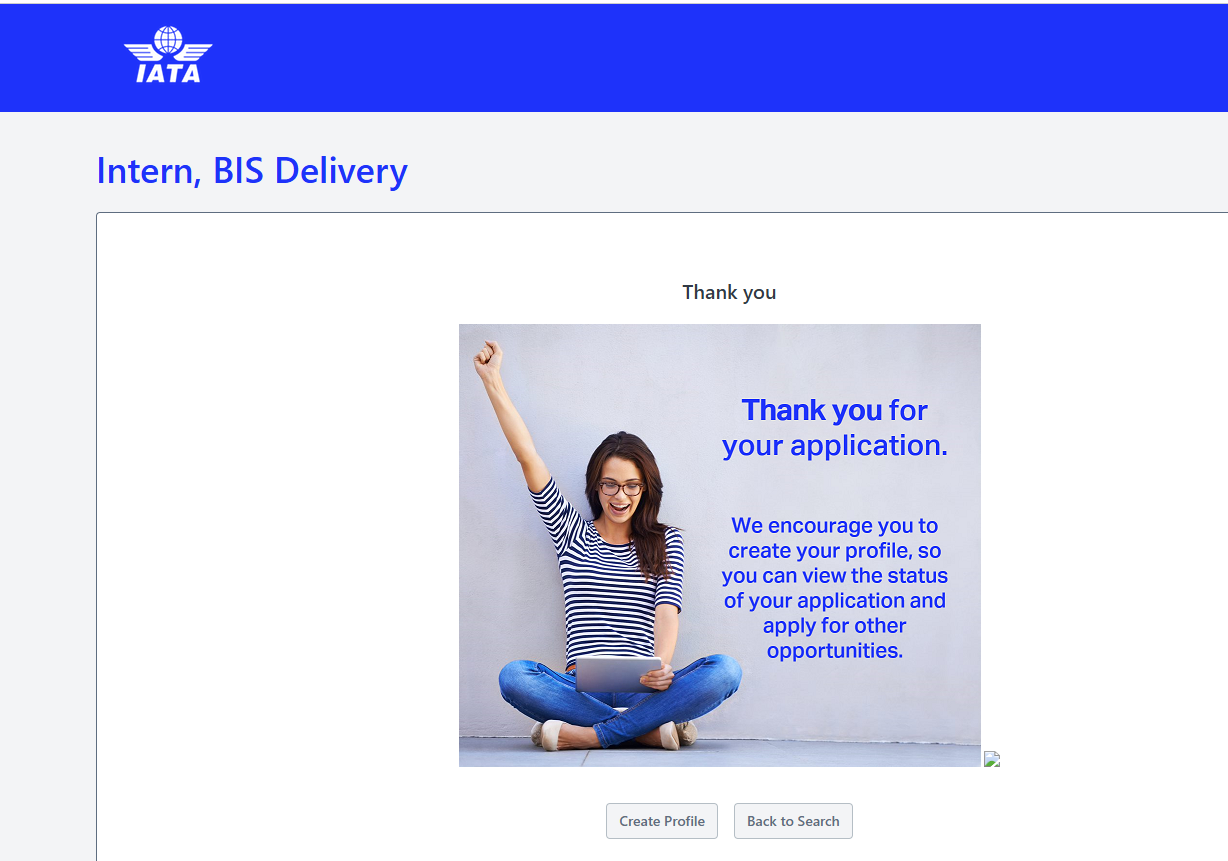 IATA
Intern, BIS Delivery
Thank you
Thank you for
your application.
We encourage you to
create your profile, so
you can view the status
of your application and
apply for other
opportunities.
Create Profile
Back to Search